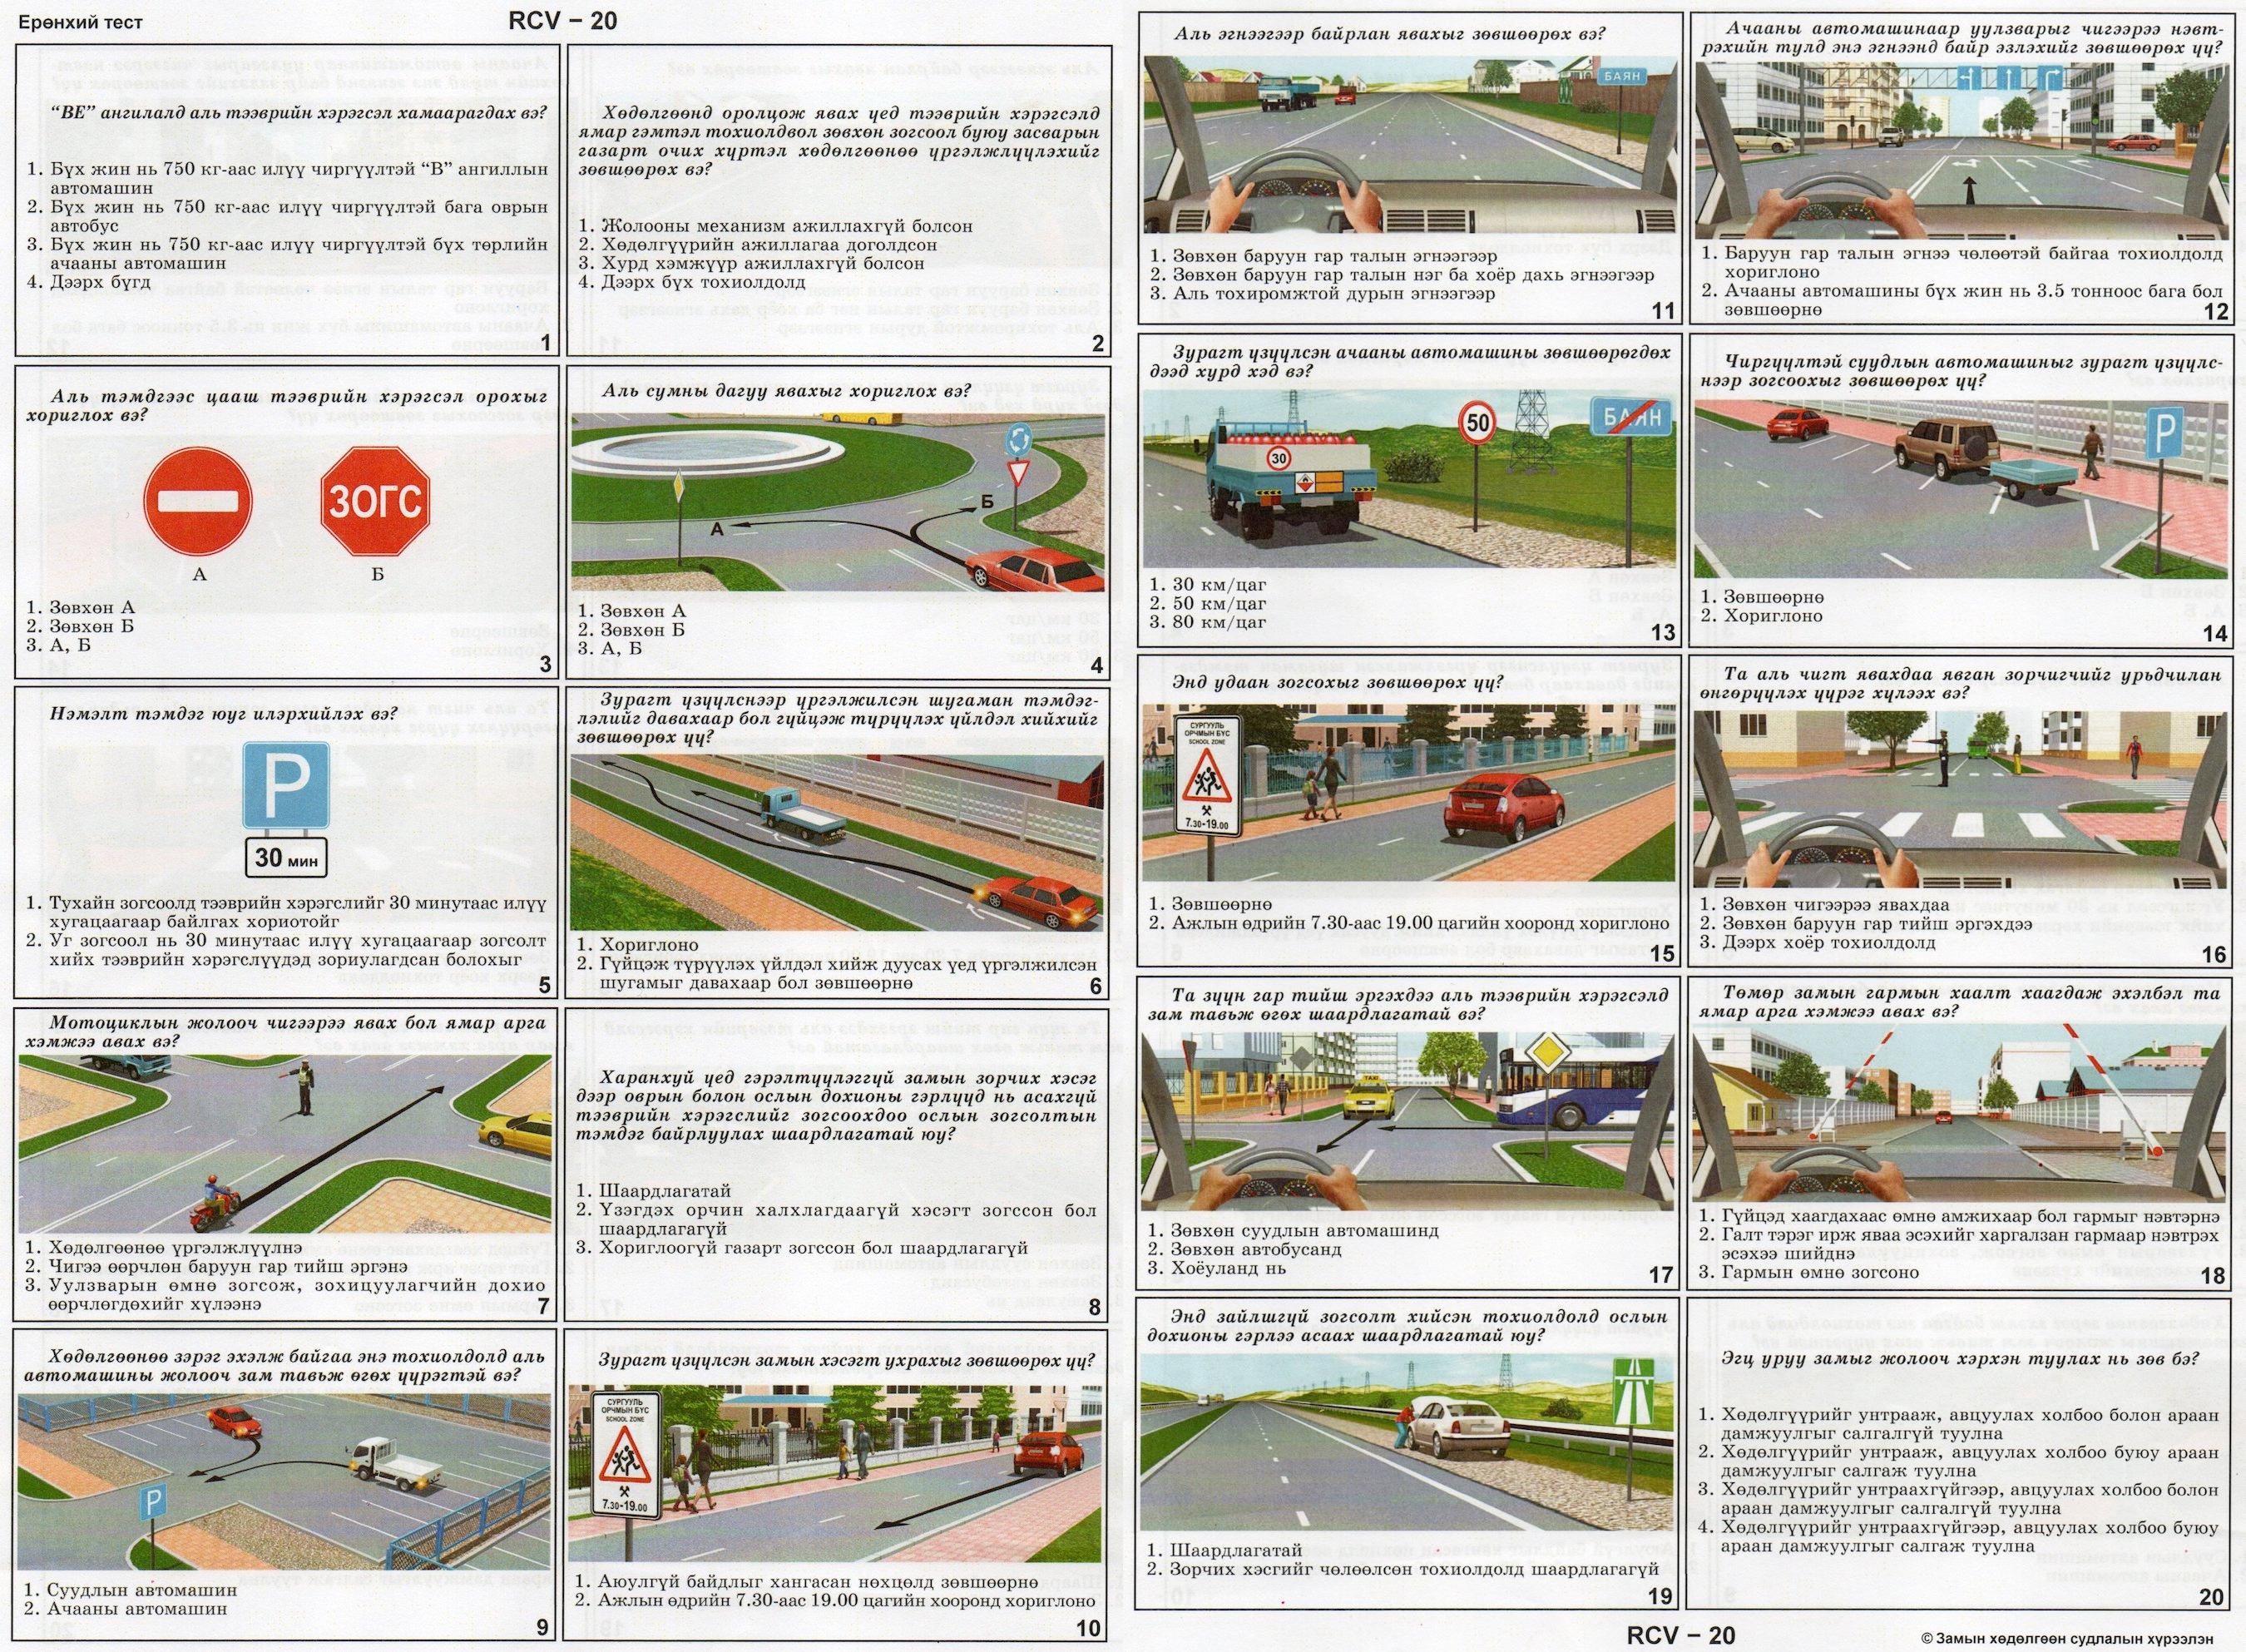 Ерөнхий тест
RCV – 20
“BE” ангилалд аль тээврийн хэрэгсэл хамаарагдах вэ?
1. Бүх жин нь 750 кг-аас илүү чиргүүлтэй “В” ангиллын
автомашин
2. Бүх жин нь 750 кг-аас илүү чиргүүлтэй бага оврын
автобус
3. Бүх жин нь 750 кг-аас илүү чиргүүлтэй бүх төрлийн
ачааны автомашин
4. Дээрх бүгд
1
Хөдөлгөөнд оролцож явах үед тээврийн хэрэгсэлд
ямар гэмтэл тохиолдвол зөвхөн зогсоол буюу засварын
газарт очих хүртэл хөдөлгөөнөө үргэлжлүүлэхийг
зөвшөөрөх вэ?
1. Жолооны механизм ажиллахгүй болсон
2. Хөдөлгүүрийн ажиллагаа доголдсон
3. Хурд хэмжүүр ажиллахгүй болсон
4. Дээрх бүх тохиолдолд
2
Аль тэмдгээс цааш тээврийн хэрэгсэл орохыг
хориглох вэ?
ЗОГС
А
Б
1. Зөвхөн А
2. Зөвхөн Б
3. А, Б
3
Аль сумны дагуу явахыг хориглох вэ?
А
Б
1. Зөвхөн А
2. Зөвхөн Б
3. А, Б
4
Нэмэлт тэмдэг юуг илэрхийлэх вэ?
P
30 мин
1. Тухайн зогсоолд тээврийн хэрэгслийг 30 минутаас илүү
хугацаагаар байлгах хориотойг
2. Уг зогсоол нь 30 минутаас илүү хугацаагаар зогсолт
хийх тээврийн хэрэгслүүдэд зориулагдсан болохыг
5
Зурагт үзүүлснээр үргэлжилсэн шугаман тэмдэг-
лэлийг давахаар бол гүйцэж түрүүлэх үйлдэл хийхийг
зөвшөөрөх үү?
1. Хориглоно
2. Гүйцэж түрүүлэх үйлдэл хийж дуусах үед үргэлжилсэн
шугамыг давахаар бол зөвшөөрнө
6
Мотоциклын жолооч чигээрээ явах бол ямар арга
хэмжээ авах вэ?
1. Хөдөлгөөнөө үргэлжлүүлнэ
2. Чигээ өөрчлөн баруун гар тийш эргэнэ
3. Уулзварын өмнө зогсож, зохицуулагчийн дохио
өөрчлөгдөхийг хүлээнэ
7
Харанхуй үед гэрэлтүүлэггүй замын зорчих хэсэг
дээр оврын болон ослын дохионы гэрлүүд нь асахгүй
тээврийн хэрэгслийг зогсоохдоо ослын зогсолтын
тэмдэг байрлуулах шаардлагатай юу?
1. Шаардлагатай
2. Үзэгдэх орчин халхлагдаагүй хэсэгт зогссон бол
шаардлагагүй
3. Хориглоогүй газарт зогссон бол шаардлагагүй
8
Хөдөлгөөнөө зэрэг эхэлж байгаа энэ тохиолдолд аль
автомашины жолооч зам тавьж өгөх үүрэгтэй вэ?
P
1. Суудлын автомашин
2. Ачааны автомашин
9
Зурагт үзүүлсэн замын хэсэгт ухрахыг зөвшөөрөх үү?
СУРГУУЛЬ
ОРЧМЫН БҮС
SCHOOL ZONE
7.30-19.00
1. Аюулгүй байдлыг хангасан нөхцөлд зөвшөөрнө
2. Ажлын өдрийн 7.30-аас 19.00 цагийн хооронд хориглоно
10
Аль эгнээгээр байрлан явахыг зөвшөөрөх вэ?
БАЯН
1. Зөвхөн баруун гар талын эгнээгээр
2. Зөвхөн баруун гар талын нэг ба хоёр дахь эгнээгээр
3. Аль тохиромжтой дурын эгнээгээр
11
Ачааны автомашинаар уулзварыг чигээрээ нэвт-
рэхийн тулд энэ эгнээнд байр эзлэхийг зөвшөөрөх үү?
1. Баруун гар талын эгнээ чөлөөтэй байгаа тохиолдолд
хориглоно
2. Ачааны автомашины бүх жин нь 3.5 тонноос бага бол
зөвшөөрнө
12
Зурагт үзүүлсэн ачааны автомашины зөвшөөрөгдөх
дээд хурд хэд вэ?
30
50
БАЯН
1. 30 км/цаг
2. 50 км/цаг
3. 80 км/цаг
13
Чиргүүлтэй суудлын автомашиныг зурагт үзүүлс-
нээр зогсоохыг зөвшөөрөх үү?
P
1. Зөвшөөрнө
2. Хориглоно
14
Энд удаан зогсохыг зөвшөөрөх үү?
СУРГУУЛЬ
ОРЧМЫН БҮС
SCHOOL ZONE
7.30-19.00
1. Зөвшөөрнө
2. Ажлын өдрийн 7.30-аас 19.00 цагийн хооронд хориглоно
15
Та аль чигт явахдаа явган зорчигчийг урьдчилан
өнгөрүүлэх үүрэг хүлээх вэ?
1. Зөвхөн чигээрээ явахдаа
2. Зөвхөн баруун гар тийш эргэхдээ
3. Дээрх хоёр тохиолдолд
16
Та зүүн гар тийш эргэхдээ аль тээврийн хэрэгсэлд
зам тавьж өгөх шаардлагатай вэ?
1. Зөвхөн суудлын автомашинд
2. Зөвхөн автобусанд
3. Хоёуланд нь
17
Төмөр замын гармын хаалт хаагдаж эхэлбэл та
ямар арга хэмжээ авах вэ?
1. Гүйцэд хаагдахаас өмнө амжихаар бол гармыг нэвтэрнэ
2. Галт тэрэг ирж яваа эсэхийг харгалзан гармаар нэвтрэх
эсэхээ шийднэ
3. Гармын өмнө зогсоно
18
Энд зайлшгүй зогсолт хийсэн тохиолдолд ослын
дохионы гэрлээ асаах шаардлагатай юу?
1. Шаардлагатай
2. Зорчих хэсгийг чөлөөлсөн тохиолдолд шаардлагагүй
19
Эгц уруу замыг жолооч хэрхэн туулах нь зөв бэ?
1. Хөдөлгүүрийг унтрааж, авцуулах холбоо болон араан
дамжуулгыг салгалгүй туулна
2. Хөдөлгүүрийг унтрааж, авцуулах холбоо буюу араан
дамжуулгыг салгаж туулна
3. Хөдөлгүүрийг унтраахгүйгээр, авцуулах холбоо болон
араан дамжуулгыг салгалгүй туулна
4. Хөдөлгүүрийг унтраахгүйгээр, авцуулах холбоо буюу
араан дамжуулгыг салгаж туулна
20
RCV – 20
© Замын хөдөлгөөн судлалын хүрээлэн